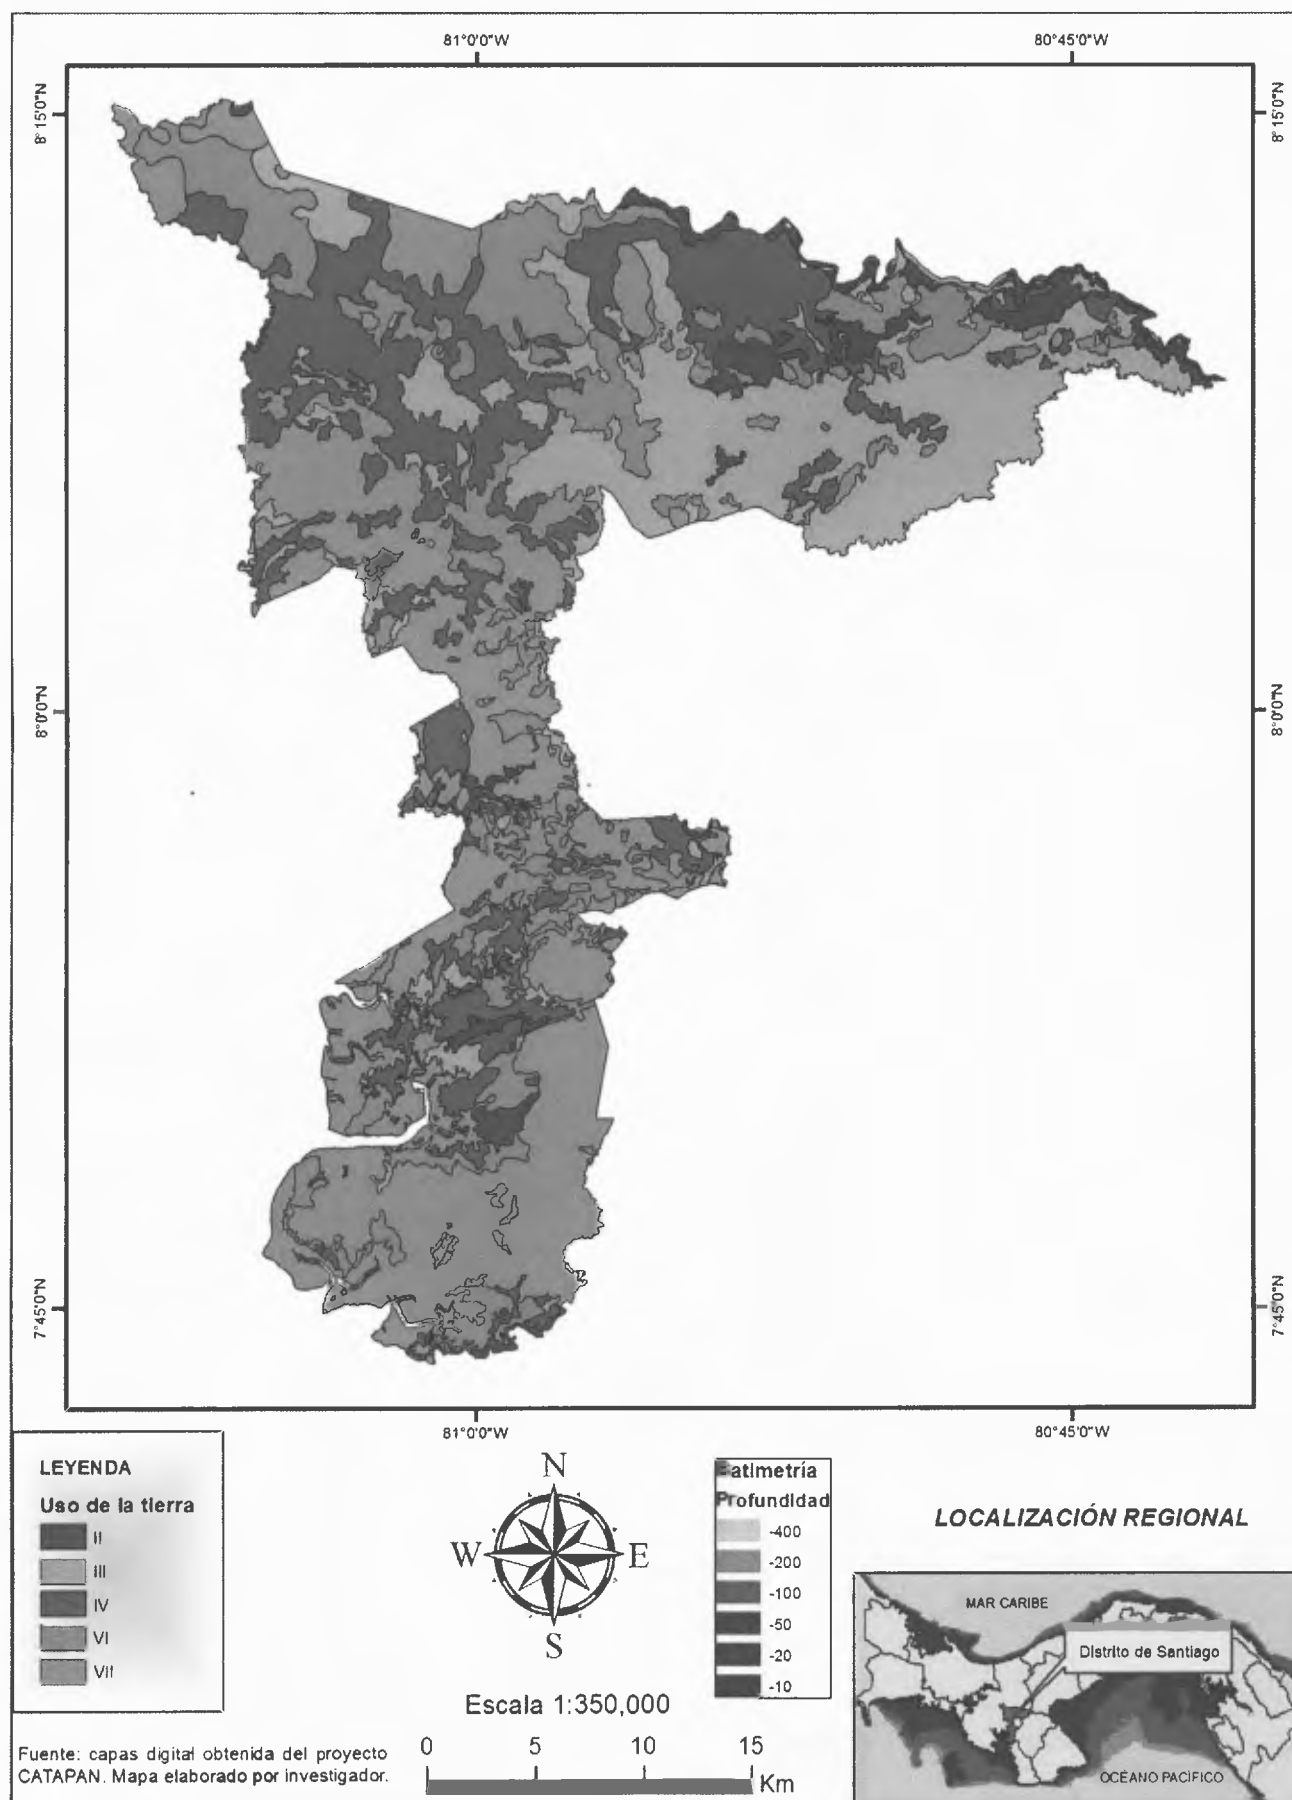 81°0'0"W 80°45'0"W
8°15'0"N 8°15'0"N
8°0'0"N 8°0'0"N
7°45'0"N 7°45'0"N
81°0'0"W 80°45'0"W
LEYENDA
Uso de la tierra
II
III
IV
VI
VII
N
W E
S
Escala 1:350,000
Batimetría
Profundidad
-400
-200
-100
-50
-20
-10
LOCALIZACIÓN REGIONAL
MAR CARIBE
Distrito de Santiago
OCÉANO PACÍFICO
Fuente: capas digital obtenida del proyecto
CATAPAN. Mapa elaborado por investigador.
0 5 10 15
Km